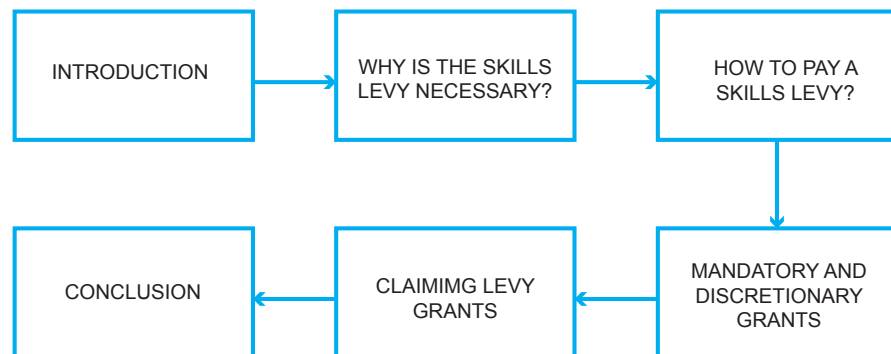 INTRODUCTION
WHY IS THE SKILLS
LEVY NECESSARY?
HOW TO PAY A
SKILLS LEVY?
MANDATORY AND
DISCRETIONARY
GRANTS
CLAIMIMG LEVY
GRANTS
CONCLUSION